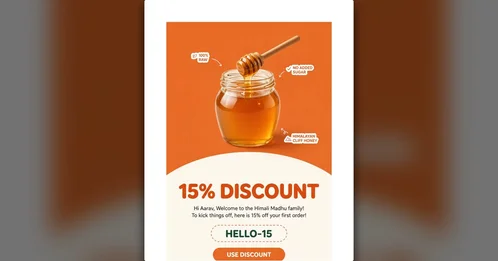 100%
RAW
NO ADDED
SUGAR
HIMALAYAN
CLIFF HONEY
15% DISCOUNT
Hi Aarav, Welcome to the Himali Madhu family!
To kick things off, here is 15% off your first order!
HELLO-15
USE DISCOUNT